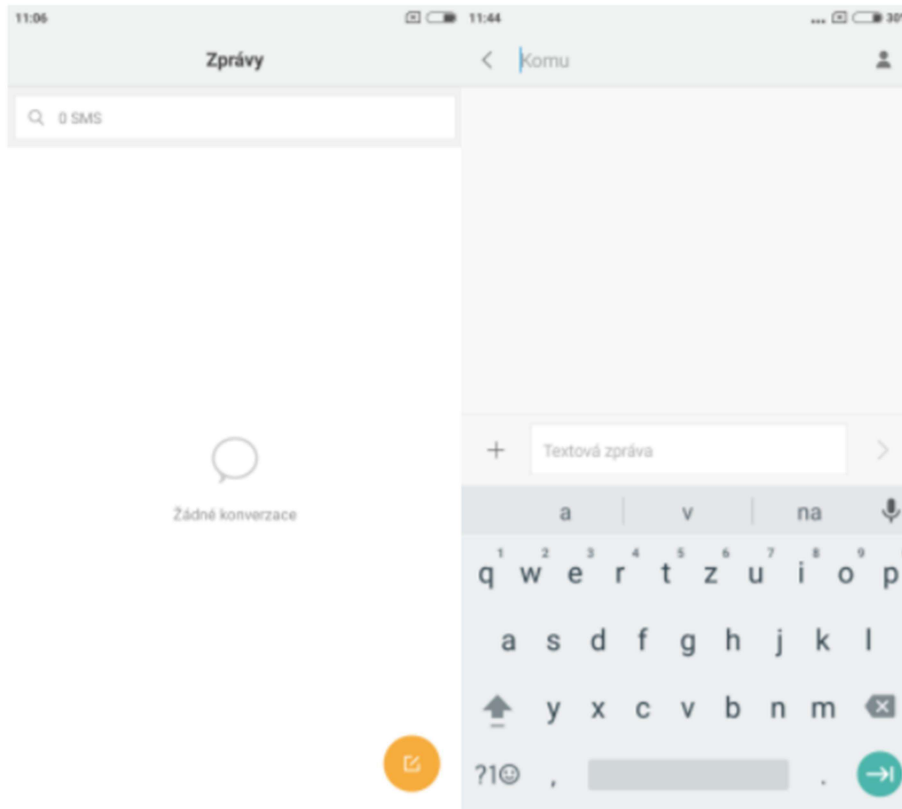 11:06
Zprávy
0 SMS
Žádné konverzace
11:44
... 30%
Komu
Textová zpráva
a v na
1 2 3 4 5 6 7 8 9
q w e r t z u i o p
a s d f g h j k l
y x c v b n m
?1☺ , .